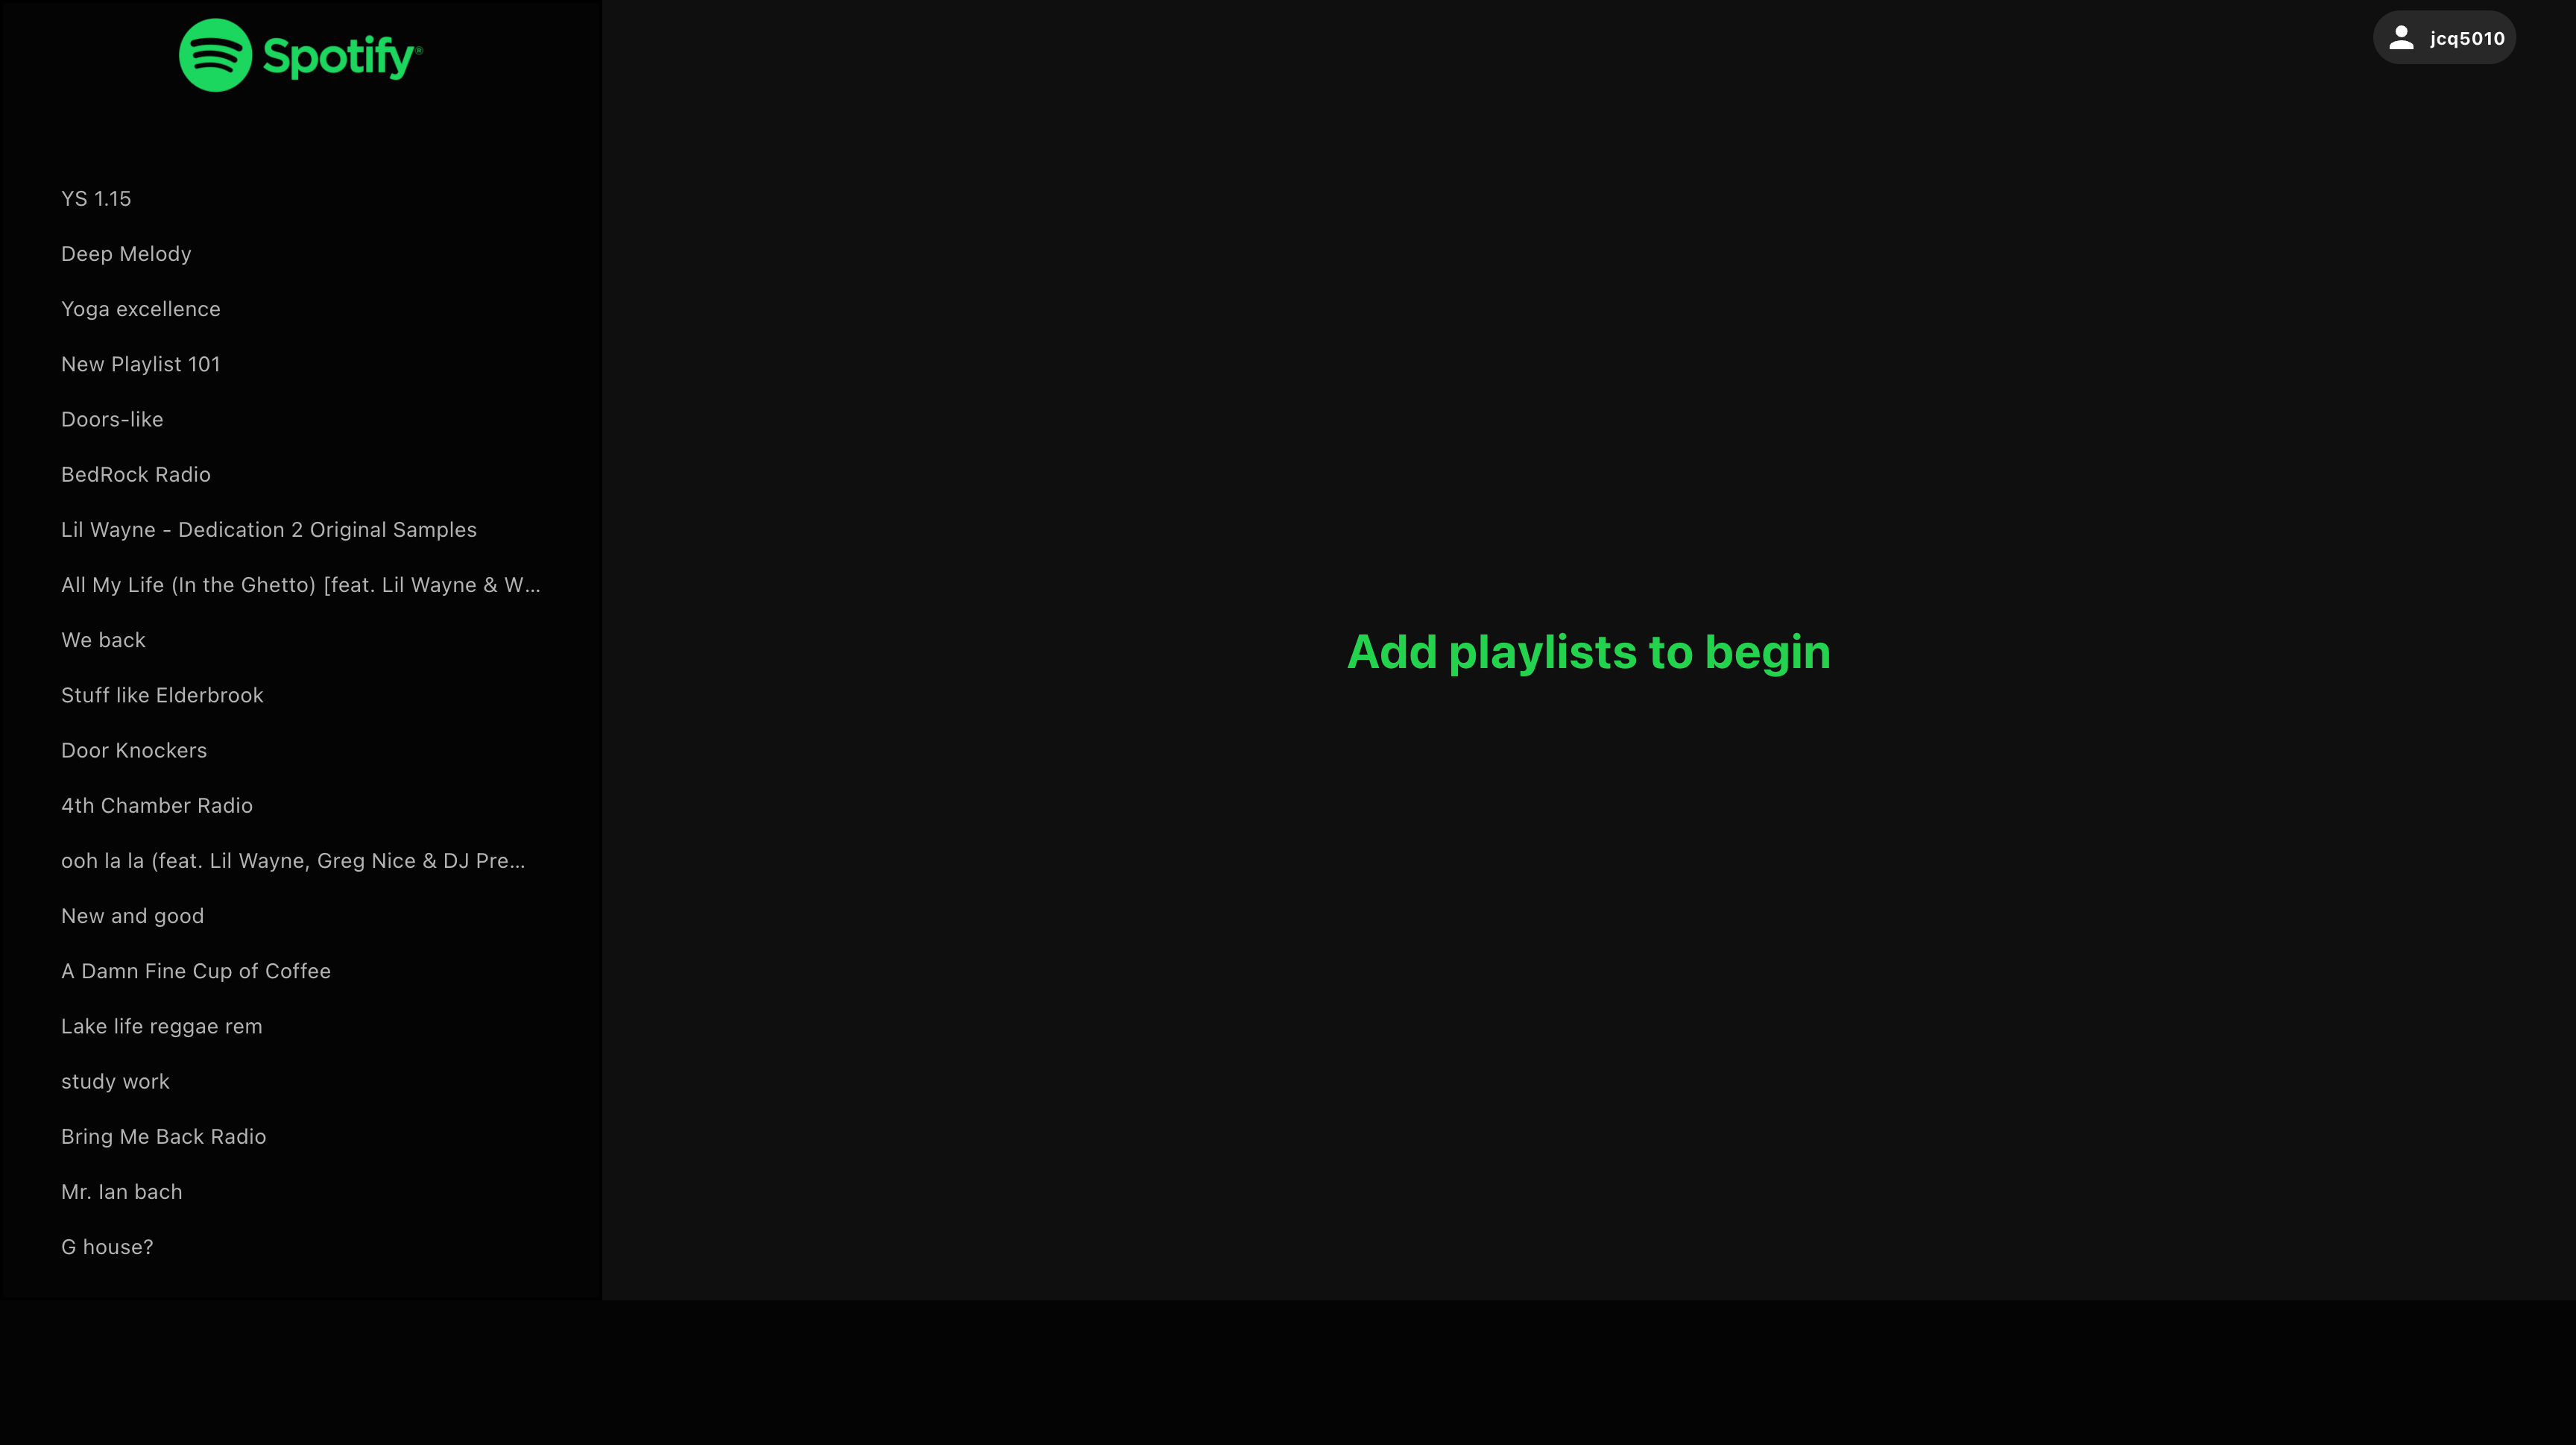 Spotify®
jcq5010
YS 1.15
Deep Melody
Yoga excellence
New Playlist 101
Doors-like
BedRock Radio
Lil Wayne - Dedication 2 Original Samples
All My Life (In the Ghetto) [feat. Lil Wayne & W...
We back
Stuff like Elderbrook
Door Knockers
4th Chamber Radio
ooh la la (feat. Lil Wayne, Greg Nice & DJ Pre...
New and good
A Damn Fine Cup of Coffee
Lake life reggae rem
study work
Bring Me Back Radio
Mr. Ian bach
G house?
Add playlists to begin